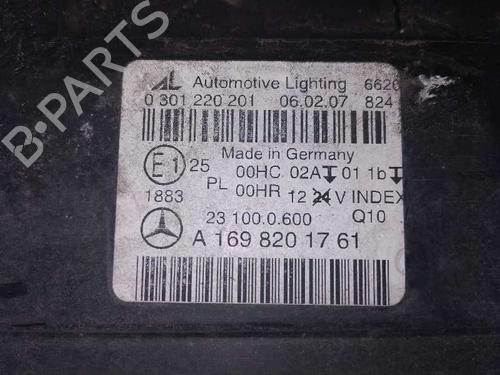 AL Automotive Lighting 6626
0 301 220 201 06.02.07 824
Made in Germany
E1 25 00HC 02A 01 1b
1883 PL 00HR 12 24 V INDEX
23 100.0.600 Q10
A 169 820 17 61
B-PARTS